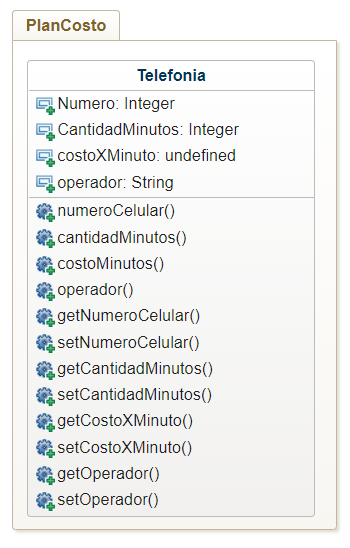 PlanCosto
Telefonia
Numero: Integer
CantidadMinutos: Integer
costoXMinuto: undefined
operador: String
numeroCelular()
cantidadMinutos()
costoMinutos()
operador()
getNumeroCelular()
setNumeroCelular()
getCantidadMinutos()
setCantidadMinutos()
getCostoXMinuto()
setCostoXMinuto()
getOperador()
setOperador()